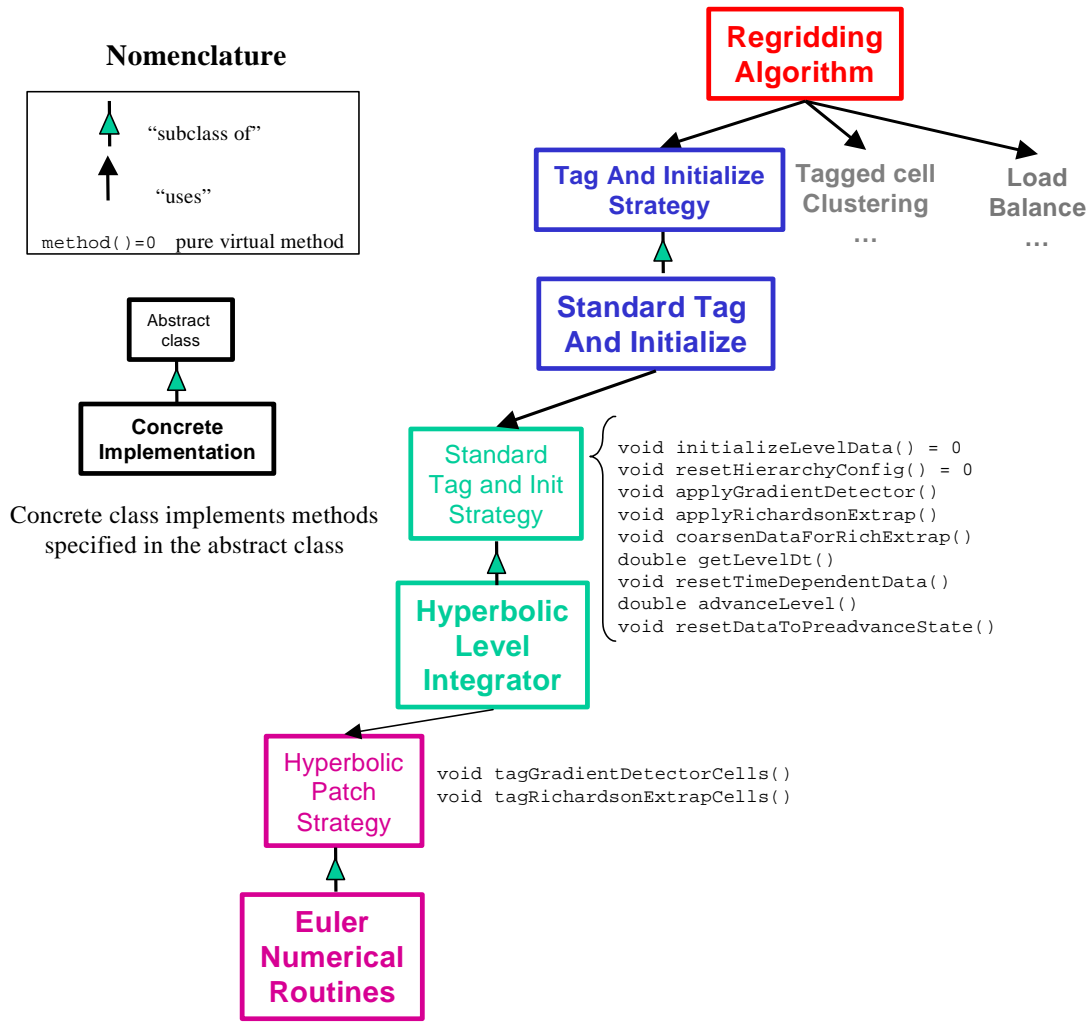 Nomenclature
“subclass of”
“uses”
method()=0 pure virtual method
Abstract
class
Concrete
Implementation
Concrete class implements methods
specified in the abstract class
Regridding
Algorithm
Tag And Initialize
Strategy
Tagged cell
Clustering
…
Load
Balance
…
Standard Tag
And Initialize
Standard
Tag and Init
Strategy
void initializeLevelData() = 0
void resetHierarchyConfig() = 0
void applyGradientDetector()
void applyRichardsonExtrap()
void coarsenDataForRichExtrap()
double getLevelDt()
void resetTimeDependentData()
double advanceLevel()
void resetDataToPreadvanceState()
Hyperbolic
Level
Integrator
Hyperbolic
Patch
Strategy
void tagGradientDetectorCells()
void tagRichardsonExtrapCells()
Euler
Numerical
Routines